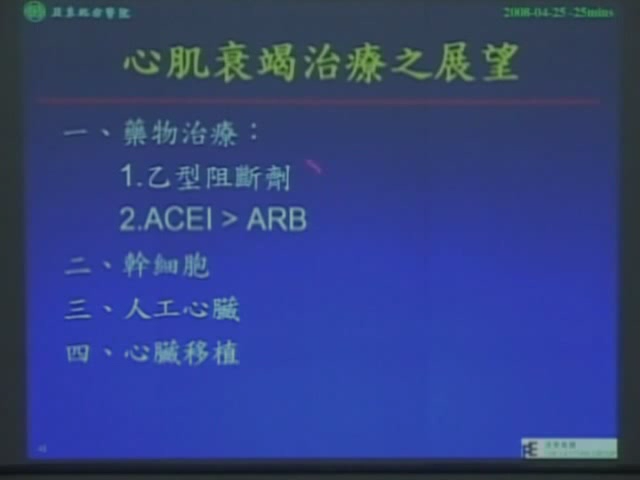 2008-04-25 -25mins
心肌衰竭治療之展望
一、藥物治療：
1.乙型阻斷劑
2.ACEI > ARB
二、幹細胞
三、人工心臟
四、心臟移植